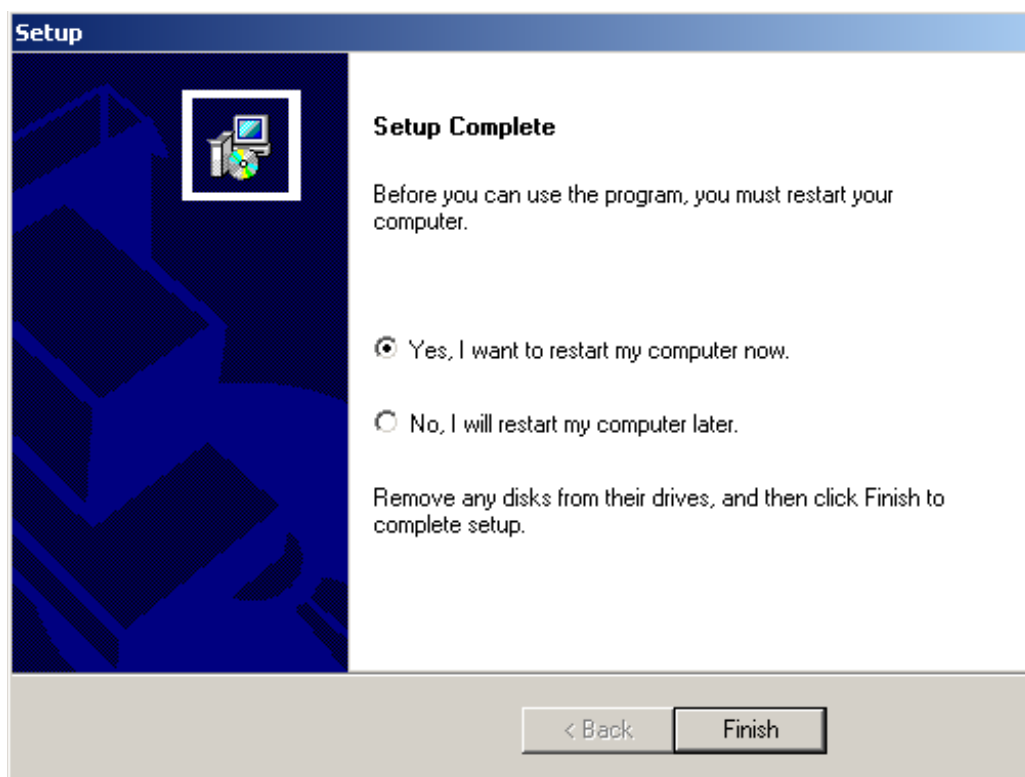 Setup
Setup Complete
Before you can use the program, you must restart your
computer.
Yes, I want to restart my computer now.
No, I will restart my computer later.
Remove any disks from their drives, and then click Finish to
complete setup.
< Back
Finish